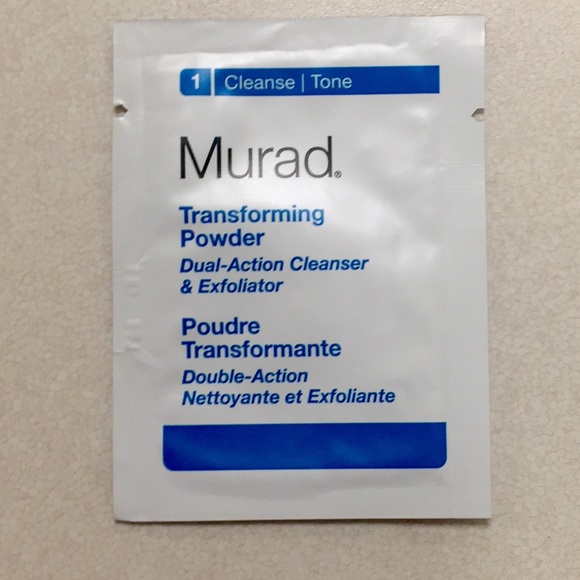 1 Cleanse | Tone
Murad®
Transforming
Powder
Dual-Action Cleanser
& Exfoliator
Poudre
Transformante
Double-Action
Nettoyante et Exfoliante